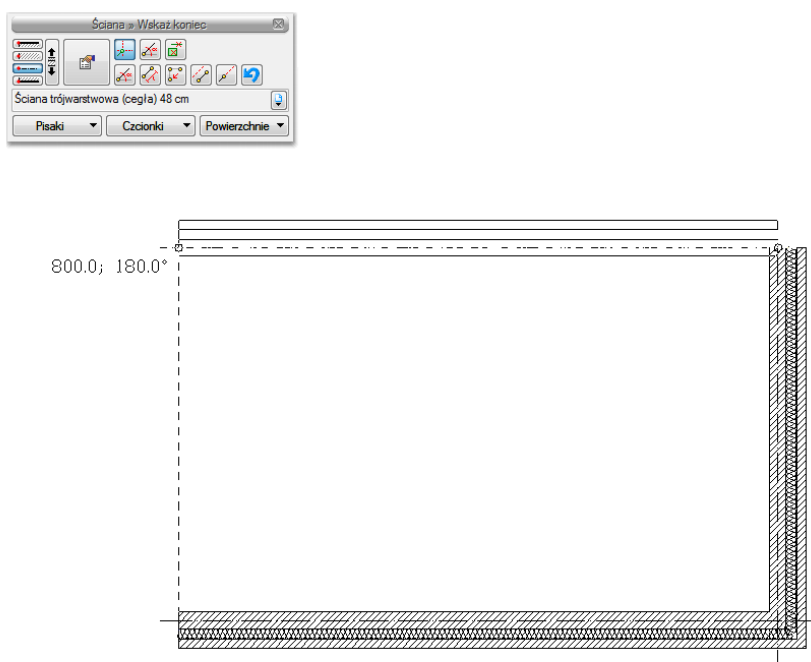 Ściana » Wskaż koniec
Ściana trójwarstwowa (cegła) 48 cm
Pisaki Czcionki Powierzchnie
800.0; 180.0°